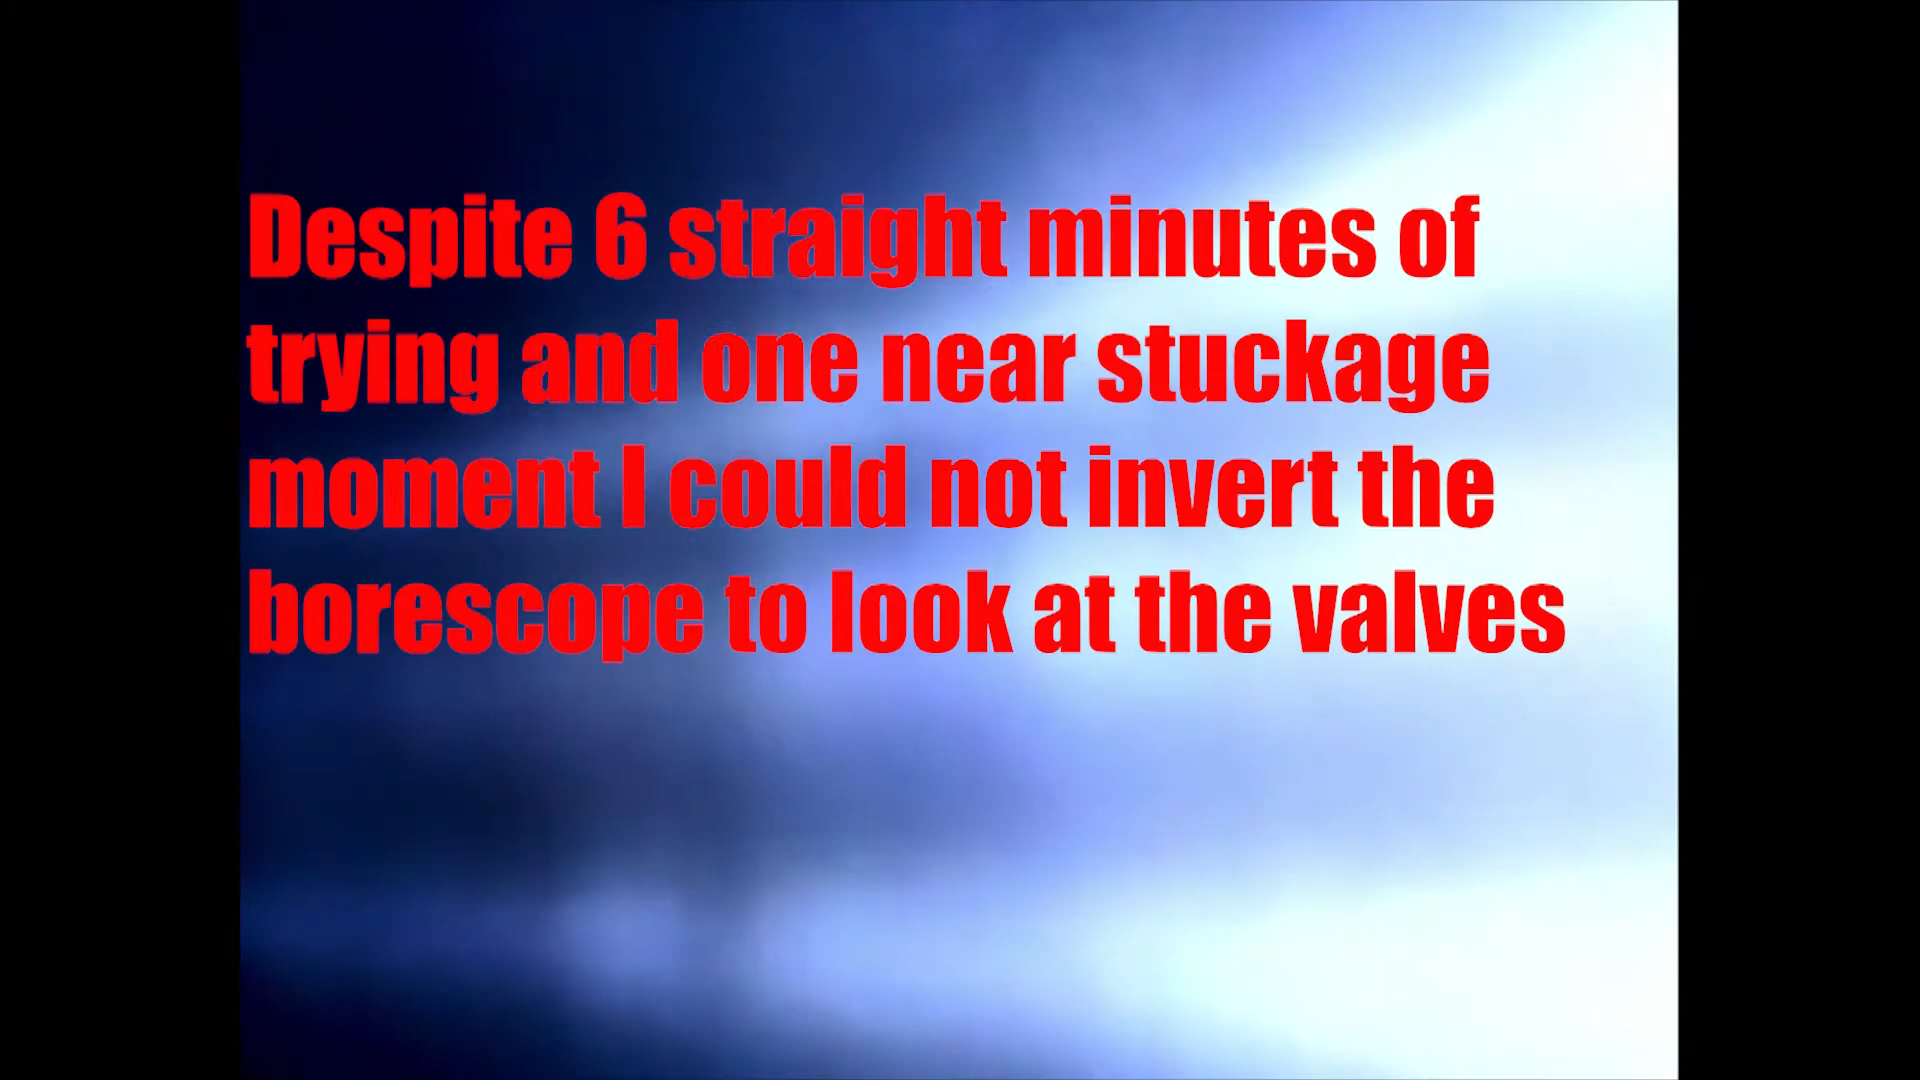 Despite 6 straight minutes of
trying and one near stuckage
moment I could not invert the
borescope to look at the valves